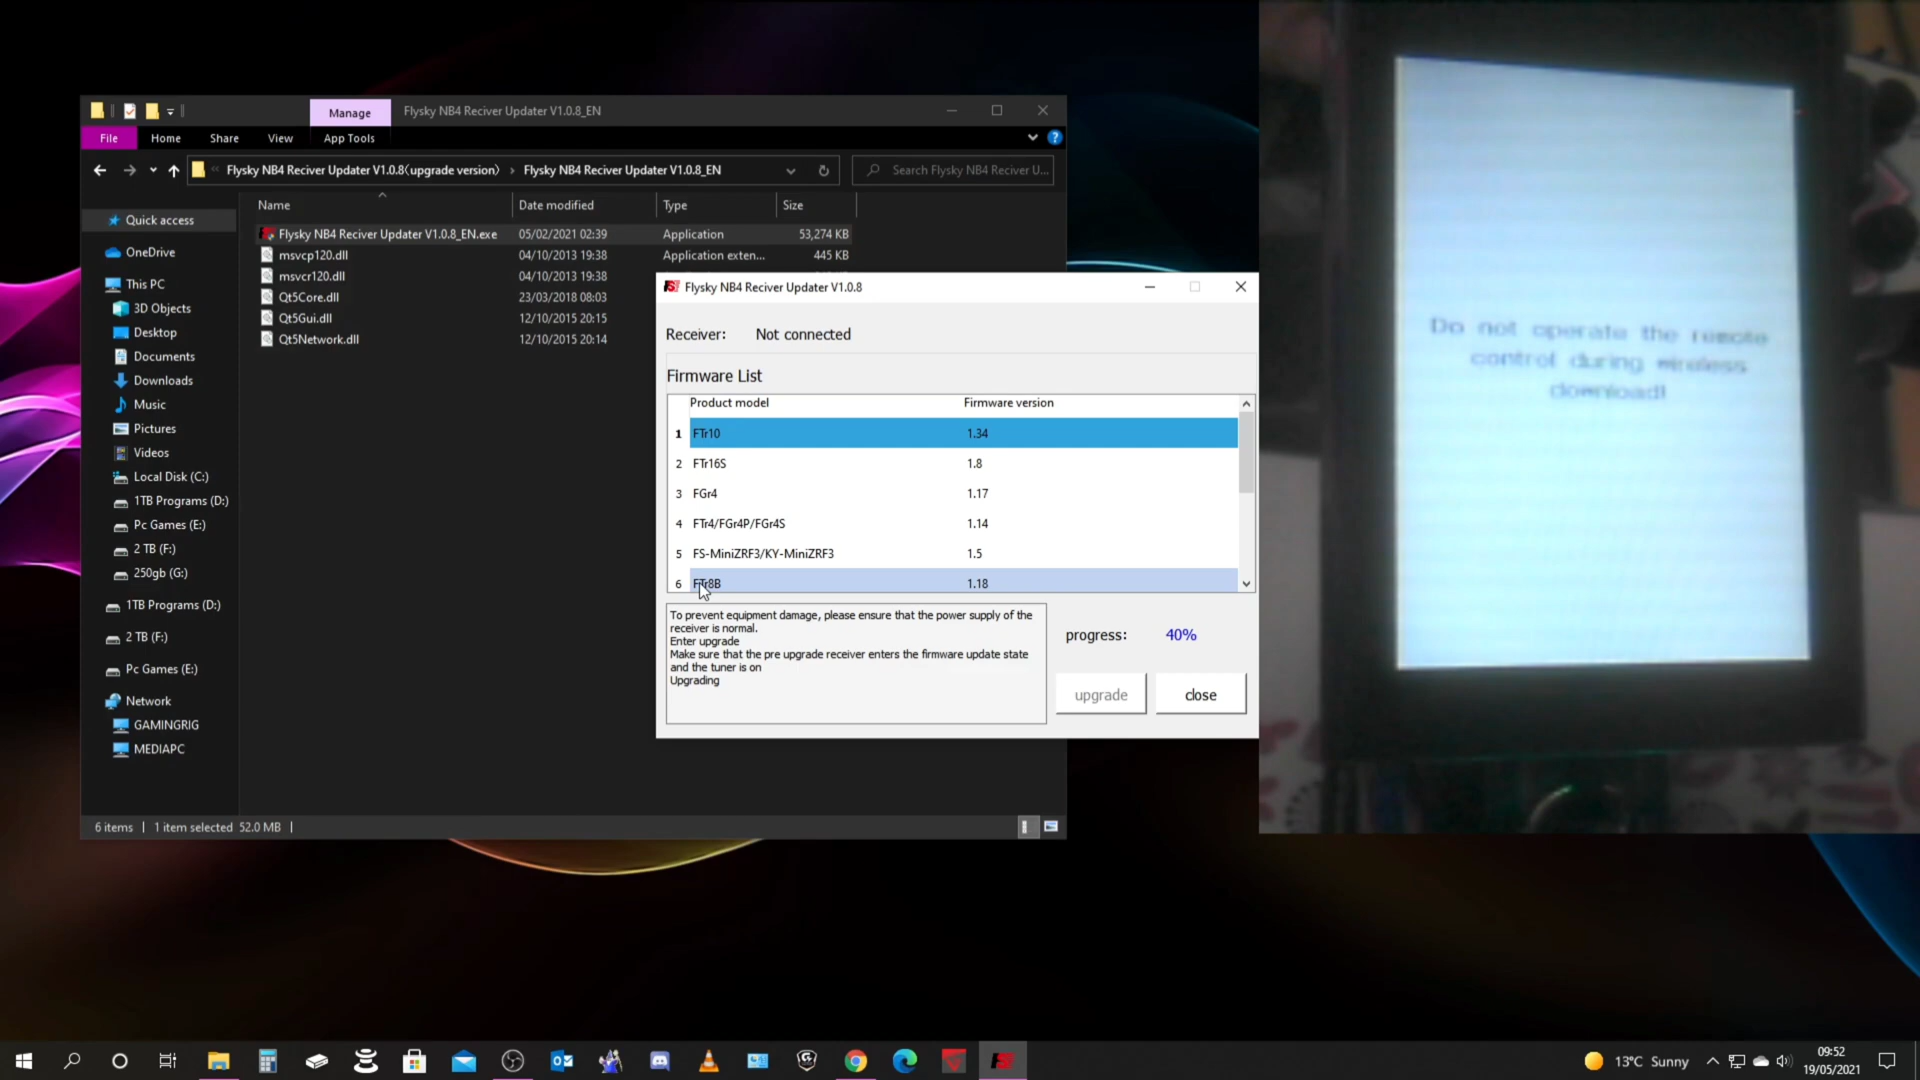 Manage
Flysky NB4 Reciver Updater V1.0.8_EN
File
Home
Share
View
App Tools
Flysky NB4 Reciver Updater V1.0.8(upgrade version)
Flysky NB4 Reciver Updater V1.0.8_EN
Search Flysky NB4 Reciver U...
Name
Date modified
Type
Size
Quick access
OneDrive
This PC
3D Objects
Desktop
Documents
Downloads
Music
Pictures
Videos
Local Disk (C:)
1TB Programs (D:)
Pc Games (E:)
2 TB (F:)
250gb (G:)
1TB Programs (D:)
2 TB (F:)
Pc Games (E:)
Network
GAMINGRIG
MEDIAPC
Flysky NB4 Reciver Updater V1.0.8_EN.exe 05/02/2021 02:39 Application 53,274 KB
msvcp120.dll 04/10/2013 19:38 Application exten... 445 KB
msvcr120.dll 04/10/2013 19:38
Qt5Core.dll 23/03/2018 08:03
Qt5Gui.dll 12/10/2015 20:15
Qt5Network.dll 12/10/2015 20:14
6 items
1 item selected 52.0 MB
Flysky NB4 Reciver Updater V1.0.8
Receiver: Not connected
Firmware List
Product model Firmware version
1 FTr10 1.34
2 FTr16S 1.8
3 FGr4 1.17
4 FTr4/FGr4P/FGr4S 1.14
5 FS-MiniZRF3/KY-MiniZRF3 1.5
6 FTr8B 1.18
To prevent equipment damage, please ensure that the power supply of the
receiver is normal.
Enter upgrade
Make sure that the pre upgrade receiver enters the firmware update state
and the tuner is on
Upgrading
progress: 40%
upgrade
close
Do not operate the remote
control during wireless
download!
13°C Sunny
09:52
19/05/2021